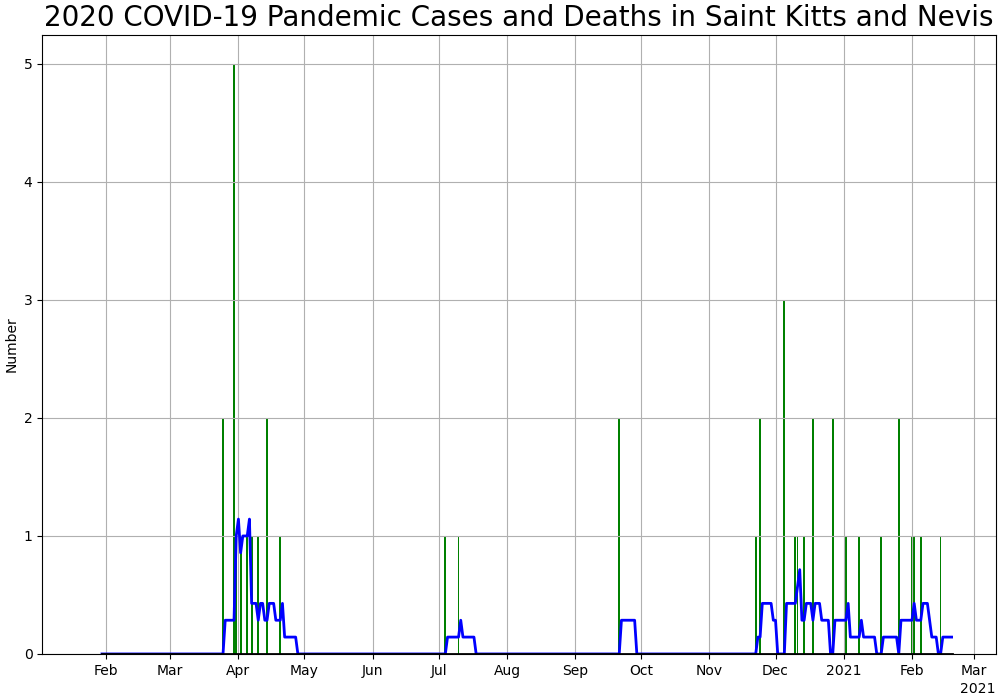 2020 COVID-19 Pandemic Cases and Deaths in Saint Kitts and Nevis
5
4
3
2
1
0
Number
Feb Mar Apr May Jun Jul Aug Sep Oct Nov Dec 2021 Feb Mar
2021